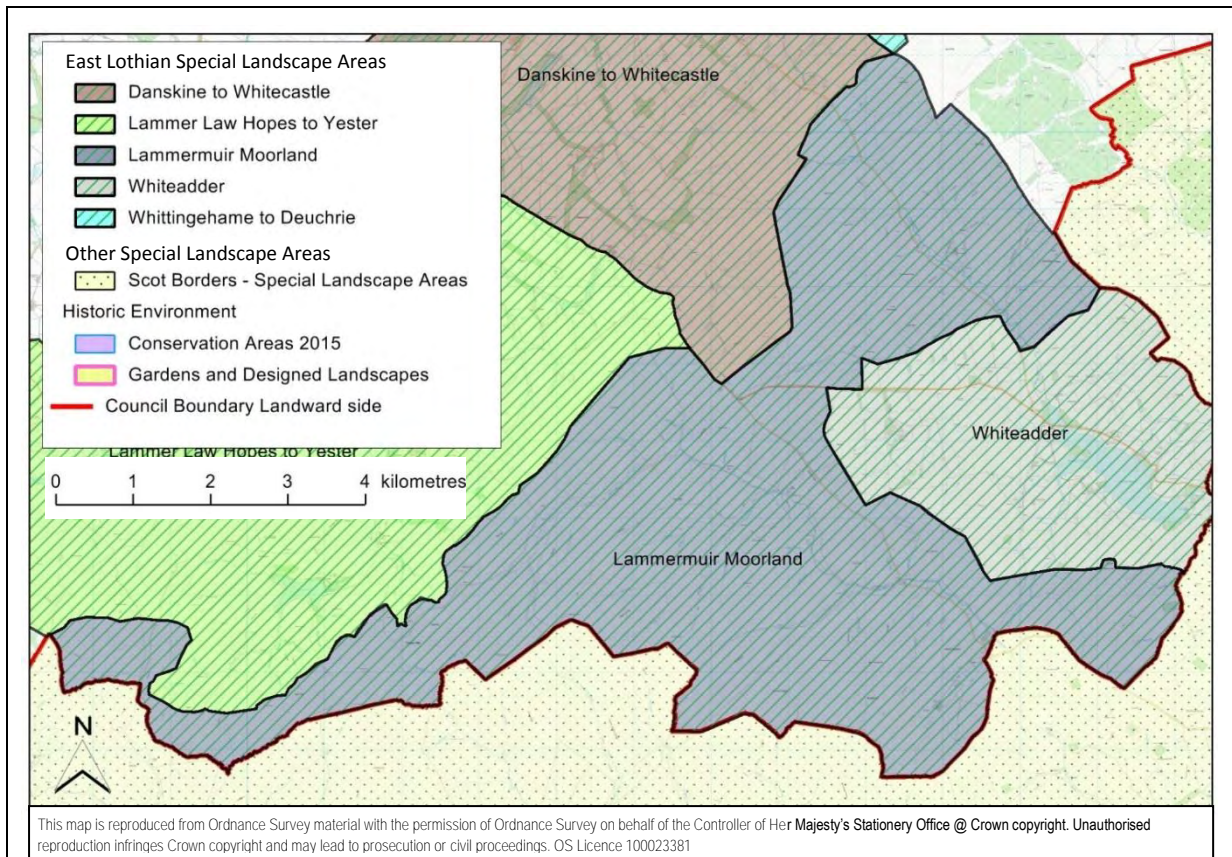 East Lothian Special Landscape Areas
Danskine to Whitecastle
Lammer Law Hopes to Yester
Lammermuir Moorland
Whiteadder
Whittingehame to Deuchrie
Other Special Landscape Areas
Scot Borders - Special Landscape Areas
Historic Environment
Conservation Areas 2015
Gardens and Designed Landscapes
Council Boundary Landward side
Danskine to Whitecastle
Lammer Law Hopes to Yester
0 1 2 3 4 kilometres
Whiteadder
Lammermuir Moorland
N
This map is reproduced from Ordnance Survey material with the permission of Ordnance Survey on behalf of the Controller of Her Majesty's Stationery Office @ Crown copyright. Unauthorised
reproduction infringes Crown copyright and may lead to prosecution or civil proceedings. OS Licence 100023381